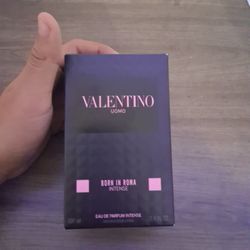 VALENTINO
UOMO
BORN IN ROMA
INTENSE
EAU DE PARFUM INTENSE